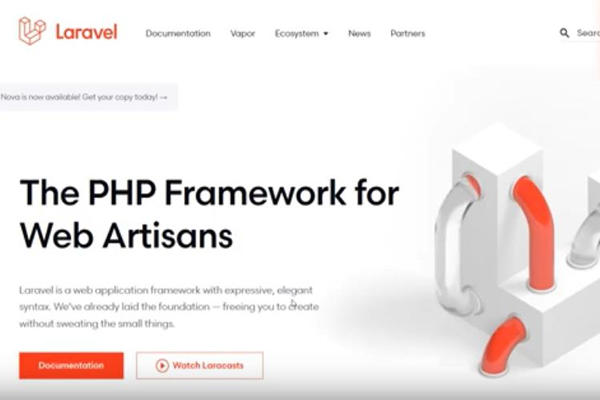 Laravel Documentation Vapor Ecosystem News Partners Searc
Nova is now available! Get your copy today! →
The PHP Framework for
Web Artisans
Laravel is a web application framework with expressive, elegant
syntax. We've already laid the foundation — freeing you to create
without sweating the small things.
Documentation Watch Laracasts